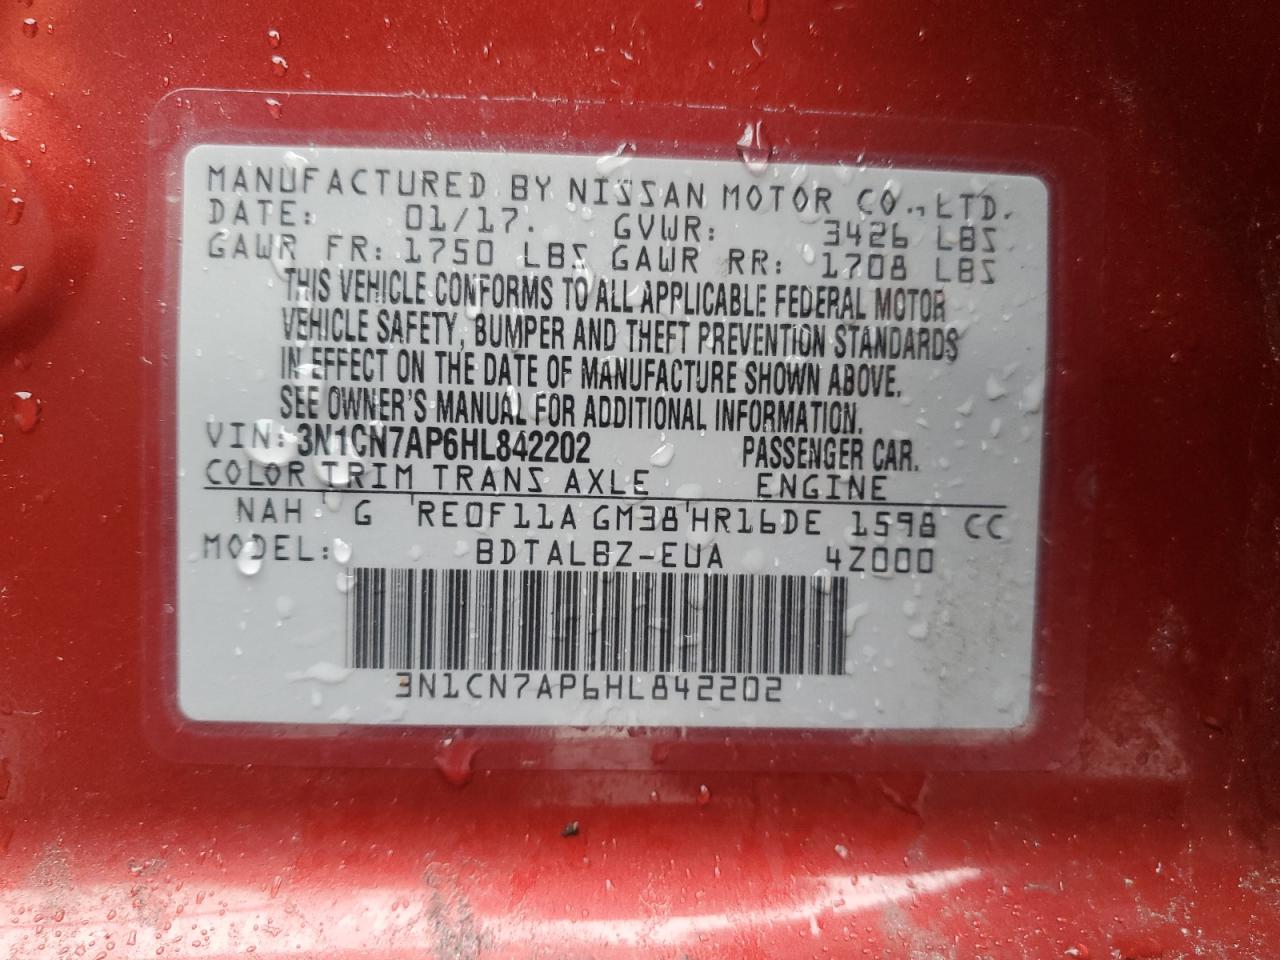 MANUFACTURED BY NISSAN MOTOR CO., LTD.
DATE: 01/17. GVWR: 3426 LBS
GAWR FR: 1750 LBS GAWR RR: 1708 LBS
THIS VEHICLE CONFORMS TO ALL APPLICABLE FEDERAL MOTOR
VEHICLE SAFETY, BUMPER AND THEFT PREVENTION STANDARDS
IN EFFECT ON THE DATE OF MANUFACTURE SHOWN ABOVE.
SEE OWNER'S MANUAL FOR ADDITIONAL INFORMATION.
VIN: 3N1CN7AP6HL842202 PASSENGER CAR.
COLOR TRIM TRANS AXLE ENGINE
NAH G RE0F11A GM38 HR16DE 1598 CC
MODEL: BDTALBZ-EUA 4Z000
3N1CN7AP6HL842202